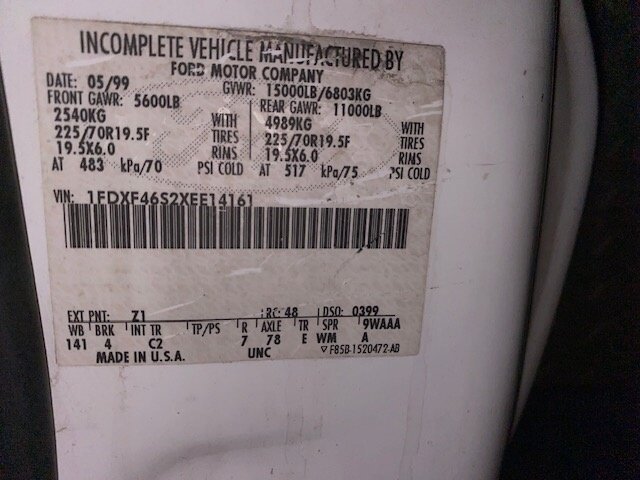 INCOMPLETE VEHICLE MANUFACTURED BY
FORD MOTOR COMPANY
DATE: 05/99 GVWR: 15000LB/6803KG
FRONT GAWR: 5600LB REAR GAWR: 11000LB
2540KG WITH 4989KG WITH
225/70R19.5F TIRES 225/70R19.5F TIRES
19.5X6.0 RIMS 19.5X6.0 RIMS
AT 483 kPa/70 PSI COLD AT 517 kPa/75 PSI COLD
VIN: 1FDXF46S2XEE14161
EXT PNT: Z1 RC: 48 DSO: 0399
WB BRK INT TR TP/PS R AXLE TR SPR 9WAAA
141 4 C2 7 78 E WM A
MADE IN U.S.A. UNC ▽ F85B-1520472-AB